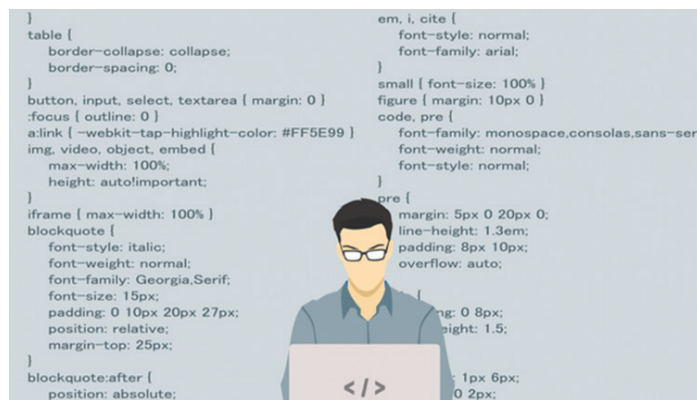 }
table {
border-collapse: collapse;
border-spacing: 0;
}
button, input, select, textarea { margin: 0 }
:focus { outline: 0 }
a:link { -webkit-tap-highlight-color: #FF5E99 }
img, video, object, embed {
max-width: 100%;
height: auto!important;
}
iframe { max-width: 100% }
blockquote {
font-style: italic;
font-weight: normal;
font-family: Georgia,Serif;
font-size: 15px;
padding: 0 10px 20px 27px;
position: relative;
margin-top: 25px;
}
blockquote:after {
position: absolute;
em, i, cite {
font-style: normal;
font-family: arial;
}
small { font-size: 100% }
figure { margin: 10px 0 }
code, pre {
font-family: monospace,consolas,sans-ser
font-weight: normal;
font-style: normal;
}
pre {
margin: 5px 0 20px 0;
line-height: 1.3em;
padding: 8px 10px;
overflow: auto;
{
0 8px;
1.5;
1px 6px;
0 2px;
</>